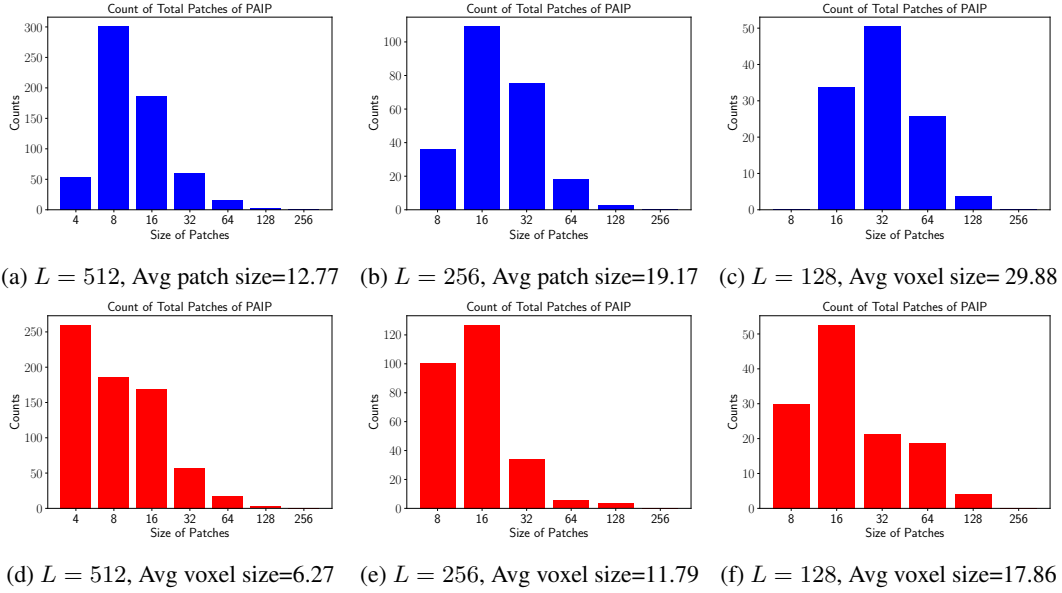 Count of Total Patches of PAIP
300
250
200
150
100
50
0
Counts
4 8 16 32 64 128 256
Size of Patches
(a) L = 512, Avg patch size=12.77
Count of Total Patches of PAIP
100
80
60
40
20
0
Counts
8 16 32 64 128 256
Size of Patches
(b) L = 256, Avg patch size=19.17
Count of Total Patches of PAIP
50
40
30
20
10
0
Counts
8 16 32 64 128 256
Size of Patches
(c) L = 128, Avg voxel size= 29.88
Count of Total Patches of PAIP
250
200
150
100
50
0
Counts
4 8 16 32 64 128 256
Size of Patches
(d) L = 512, Avg voxel size=6.27
Count of Total Patches of PAIP
120
100
80
60
40
20
0
Counts
8 16 32 64 128 256
Size of Patches
(e) L = 256, Avg voxel size=11.79
Count of Total Patches of PAIP
50
40
30
20
10
0
Counts
8 16 32 64 128 256
Size of Patches
(f) L = 128, Avg voxel size=17.86